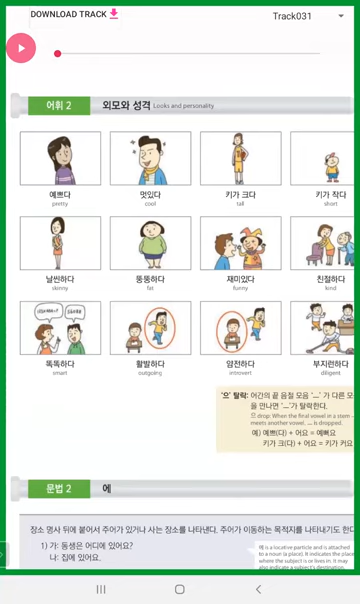 DOWNLOAD TRACK
Track031
어휘 2 외모와 성격 Looks and personality
예쁘다 멋있다 키가 크다 키가 작다
pretty cool tall short
날씬하다 뚱뚱하다 재미있다 친절하다
skinny fat funny kind
똑똑하다 활발하다 얌전하다 부지런하다
smart outgoing introvert diligent
'으' 탈락: 어간의 끝 음절 모음 'ㅡ'가 다른 모
을 만나면 'ㅡ'가 탈락한다.
으 drop: When the final vowel in a stem
meets another vowel, ㅡ is dropped.
예) 예쁘(다) + 어요 = 예뻐요
키가 크(다) + 어요 = 키가 커요
문법 2 에
장소 명사 뒤에 붙어서 주어가 있거나 사는 장소를 나타낸다. 주어가 이동하는 목적지를 나타내기도 한다
1) 가: 동생은 어디에 있어요?
나: 집에 있어요.
에 is a locative particle and is attached
to a noun (a place). It indicates the place
where the subject is or lives in. It may
also indicate a subject's destination.